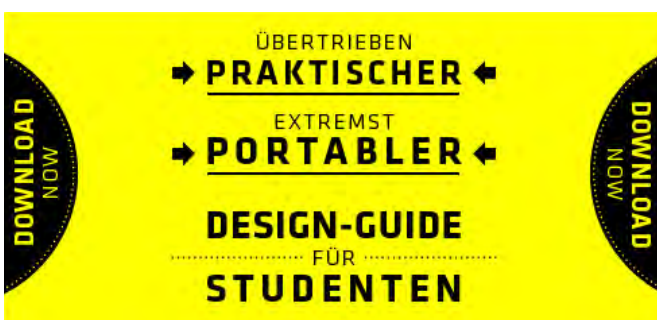 ÜBERTRIEBEN
PRAKTISCHER
EXTREMST
PORTABLER
DESIGN-GUIDE
FÜR
STUDENTEN
DOWNLOAD
NOW
DOWNLOAD
NOW